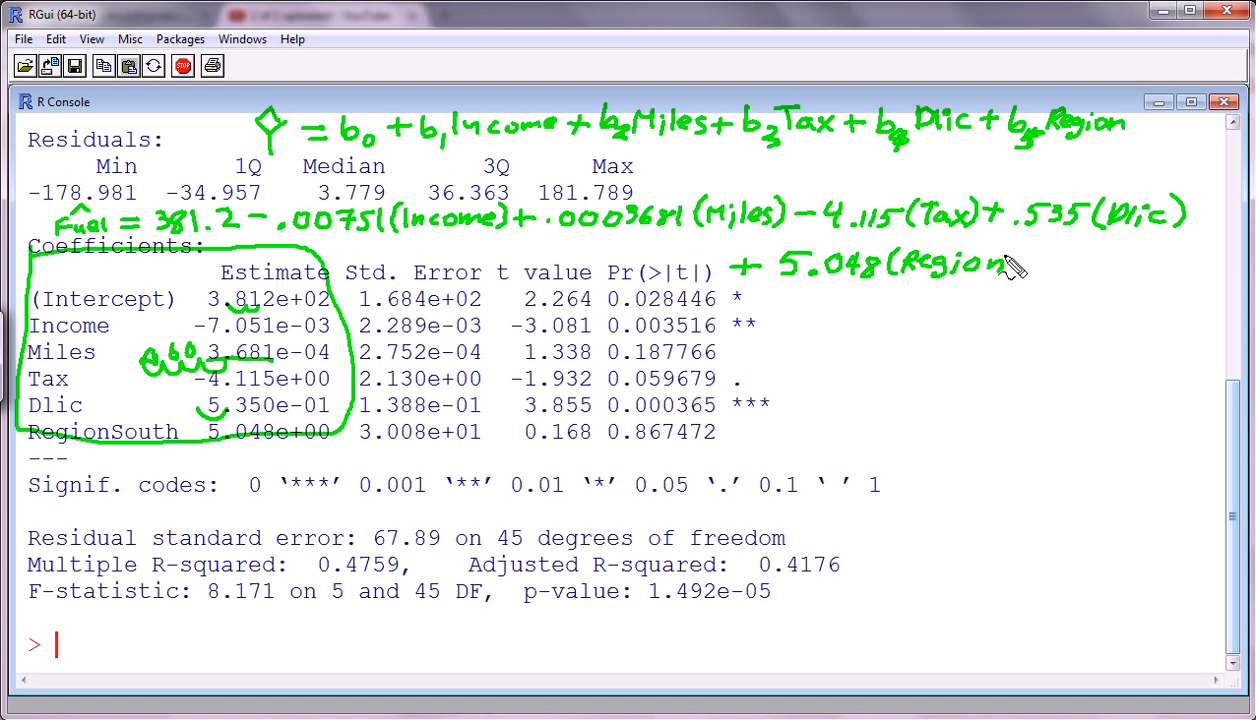 RGui (64-bit)
File Edit View Misc Packages Windows Help
R Console
Ŷ = b0 + b1 Income + b2 Miles + b3 Tax + b4 Dlic + b5 Region
Residuals:
Min 1Q Median 3Q Max
-178.981 -34.957 3.779 36.363 181.789
Fuel = 381.2 - .00751(Income) + .0003681 (Miles) - 4.115 (Tax) + .535 (Dlic)
Coefficients:
+ 5.048 (Region
Estimate Std. Error t value Pr(>|t|)
(Intercept) 3.812e+02 1.684e+02 2.264 0.028446 *
Income -7.051e-03 2.289e-03 -3.081 0.003516 **
Miles 3.681e-04 2.752e-04 1.338 0.187766
Tax -4.115e+00 2.130e+00 -1.932 0.059679 .
Dlic 5.350e-01 1.388e-01 3.855 0.000365 ***
RegionSouth 5.048e+00 3.008e+01 0.168 0.867472
---
Signif. codes: 0 ‘***’ 0.001 ‘**’ 0.01 ‘*’ 0.05 ‘.’ 0.1 ‘ ’ 1
Residual standard error: 67.89 on 45 degrees of freedom
Multiple R-squared: 0.4759, Adjusted R-squared: 0.4176
F-statistic: 8.171 on 5 and 45 DF, p-value: 1.492e-05
>